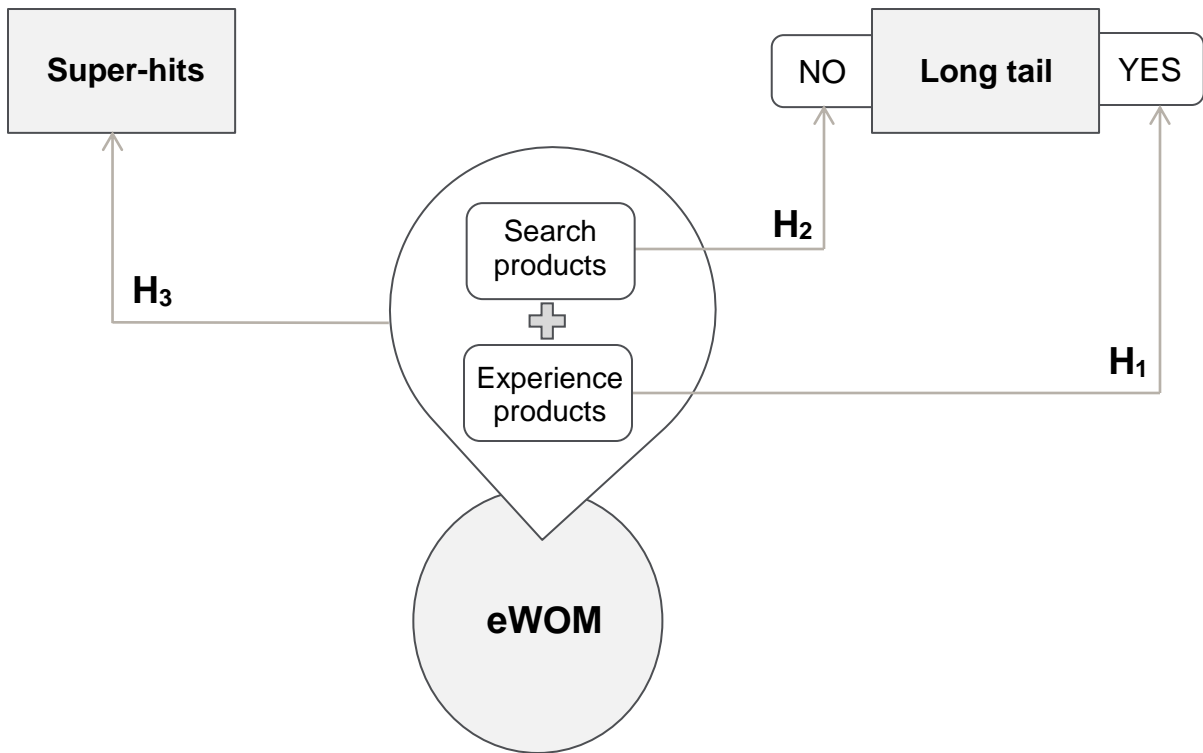 Super-hits
NO
Long tail
YES
Search
products
H₂
H₃
Experience
products
H₁
eWOM